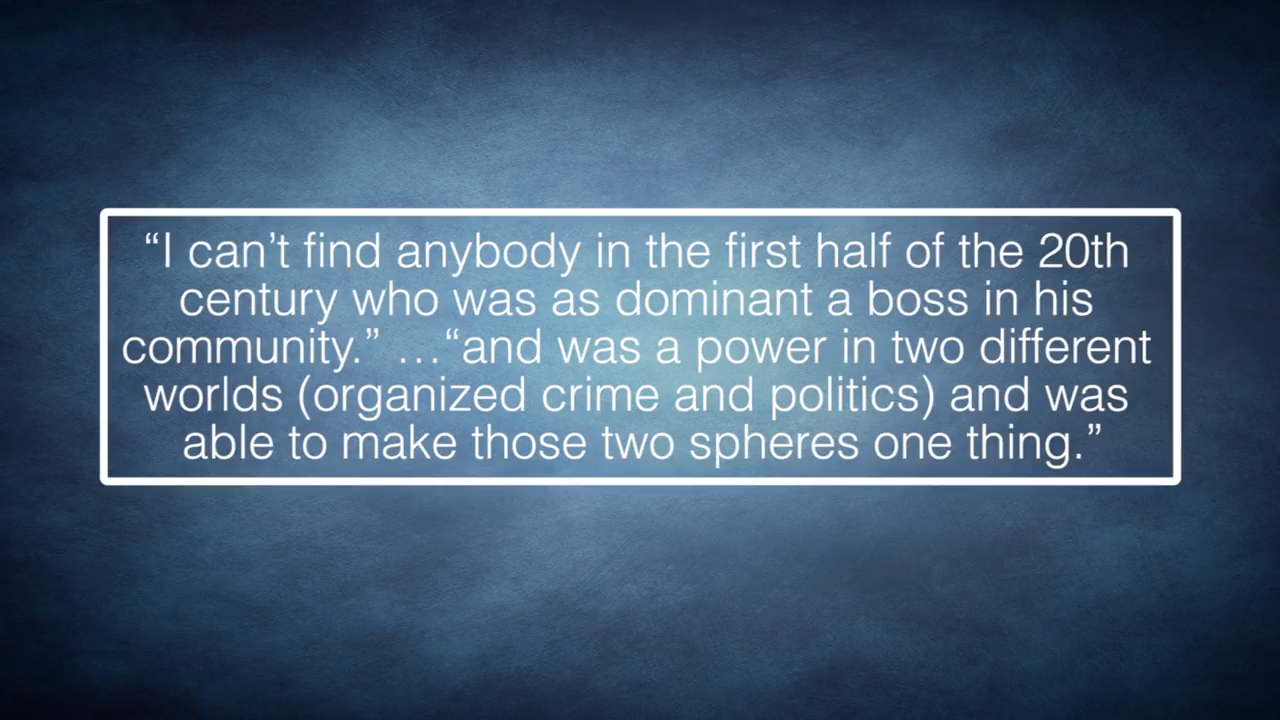 “I can’t find anybody in the first half of the 20th
century who was as dominant a boss in his
community.” …“and was a power in two different
worlds (organized crime and politics) and was
able to make those two spheres one thing.”